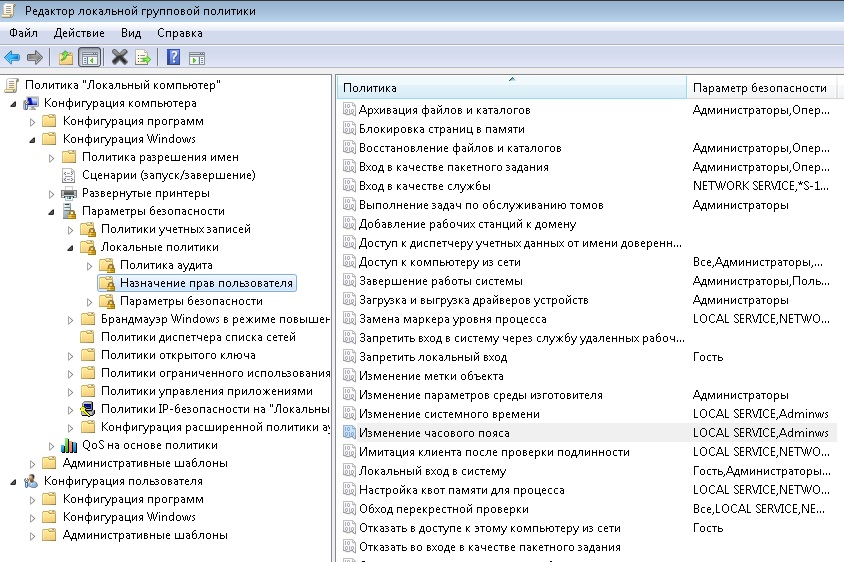 Редактор локальной групповой политики
Файл Действие Вид Справка
Политика "Локальный компьютер"
Конфигурация компьютера
Конфигурация программ
Конфигурация Windows
Политика разрешения имен
Сценарии (запуск/завершение)
Развернутые принтеры
Параметры безопасности
Политики учетных записей
Локальные политики
Политика аудита
Назначение прав пользователя
Параметры безопасности
Брандмауэр Windows в режиме повышен
Политики диспетчера списка сетей
Политики открытого ключа
Политики ограниченного использования
Политики управления приложениями
Политики IP-безопасности на "Локальны
Конфигурация расширенной политики ау
QoS на основе политики
Административные шаблоны
Конфигурация пользователя
Конфигурация программ
Конфигурация Windows
Административные шаблоны
Политика Параметр безопасности
Архивация файлов и каталогов Администраторы,Опер...
Блокировка страниц в памяти
Восстановление файлов и каталогов Администраторы,Опер...
Вход в качестве пакетного задания Администраторы,Опер...
Вход в качестве службы NETWORK SERVICE,*S-1...
Выполнение задач по обслуживанию томов Администраторы
Добавление рабочих станций к домену
Доступ к диспетчеру учетных данных от имени доверенн...
Доступ к компьютеру из сети Все,Администраторы,...
Завершение работы системы Администраторы,Поль...
Загрузка и выгрузка драйверов устройств Администраторы
Замена маркера уровня процесса LOCAL SERVICE,NETWO...
Запретить вход в систему через службу удаленных рабоч...
Запретить локальный вход Гость
Изменение метки объекта
Изменение параметров среды изготовителя Администраторы
Изменение системного времени LOCAL SERVICE,Adminws
Изменение часового пояса LOCAL SERVICE,Adminws
Имитация клиента после проверки подлинности LOCAL SERVICE,NETWO...
Локальный вход в систему Гость,Администраторы...
Настройка квот памяти для процесса LOCAL SERVICE,NETWO...
Обход перекрестной проверки Все,LOCAL SERVICE,NE...
Отказать в доступе к этому компьютеру из сети Гость
Отказать во входе в качестве пакетного задания